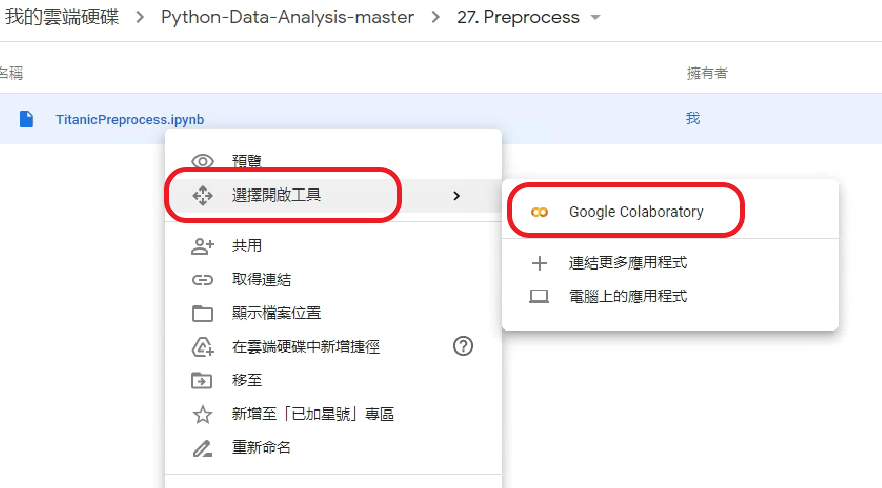 我的雲端硬碟 > Python-Data-Analysis-master > 27. Preprocess
名稱 擁有者
TitanicPreprocess.ipynb 我
預覽
選擇開啟工具
Google Colaboratory
連結更多應用程式
電腦上的應用程式
共用
取得連結
顯示檔案位置
在雲端硬碟中新增捷徑
移至
新增至「已加星號」專區
重新命名